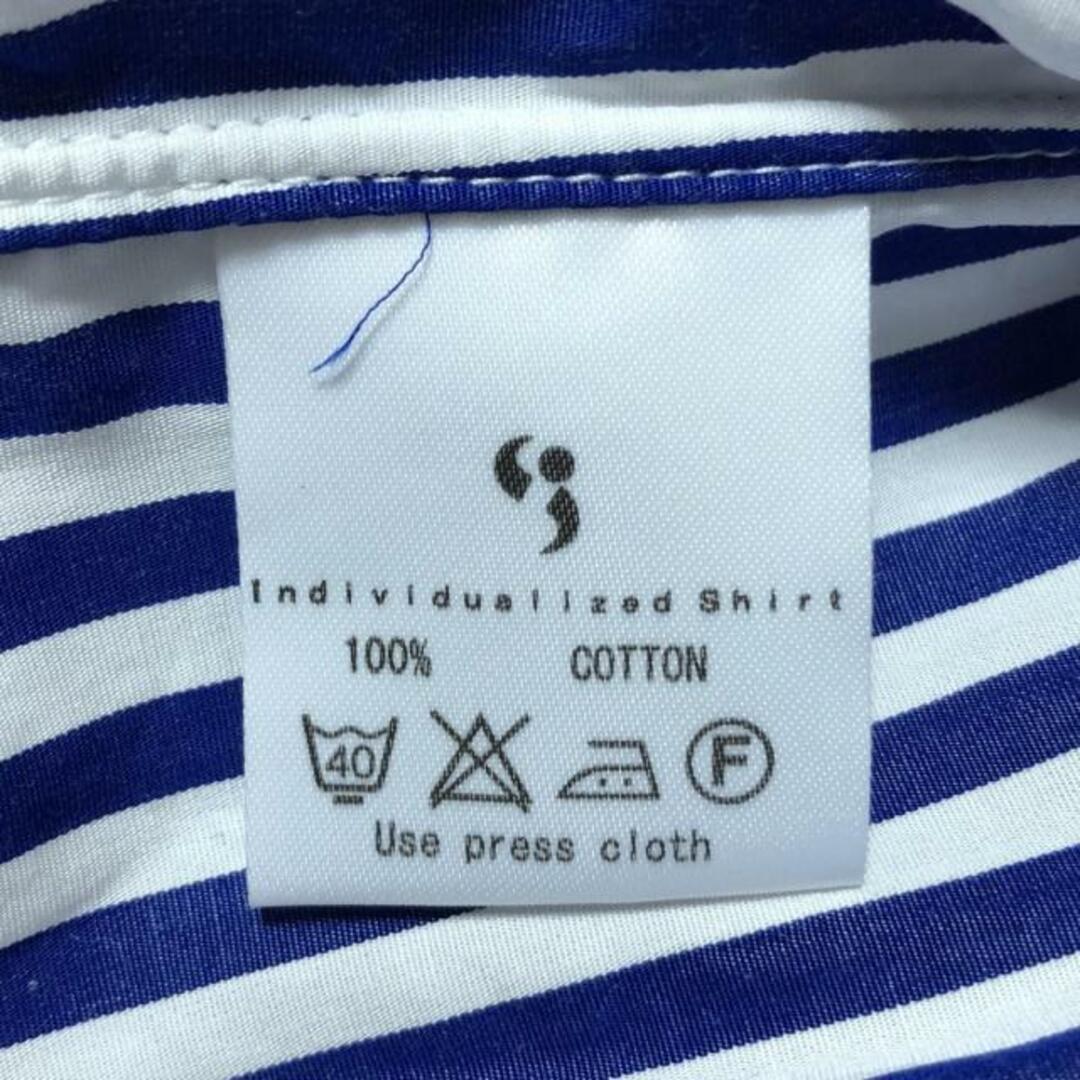 Individualized Shirt
100% COTTON
40 F
Use press cloth